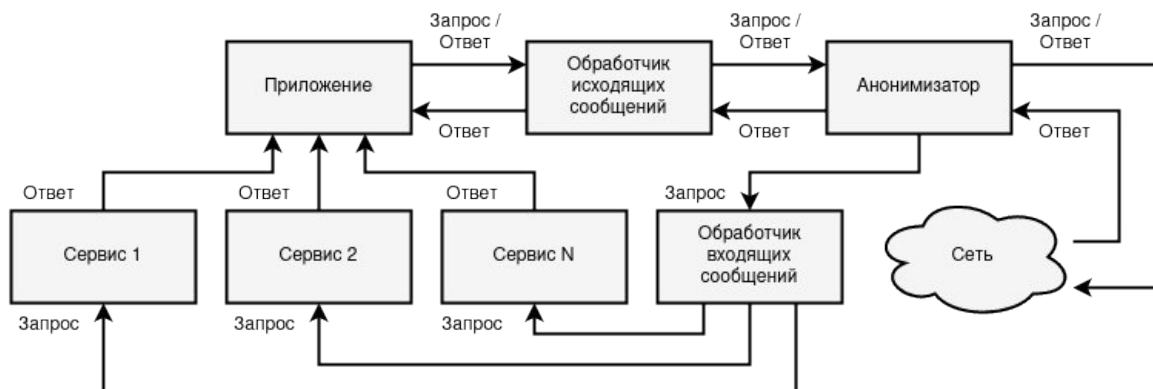 Запрос /
Ответ
Запрос /
Ответ
Запрос /
Ответ
Приложение
Обработчик
исходящих
сообщений
Анонимизатор
Ответ
Ответ
Ответ
Ответ
Ответ
Ответ
Запрос
Сервис 1
Сервис 2
Сервис N
Обработчик
входящих
сообщений
Сеть
Запрос
Запрос
Запрос